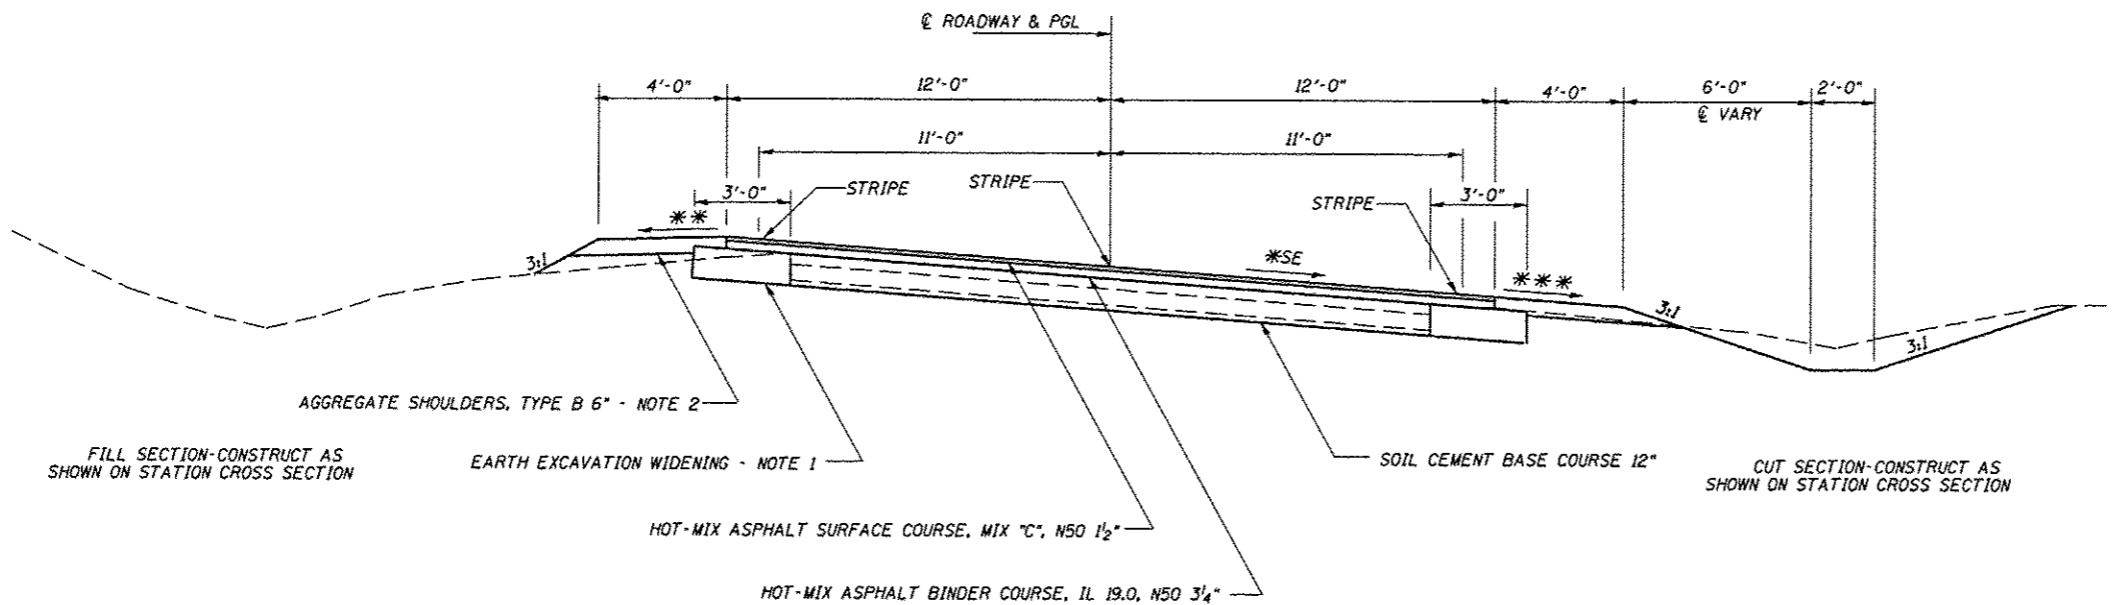 ℄ ROADWAY & PGL
4'-0"
12'-0"
12'-0"
4'-0"
6'-0"
2'-0"
℄ VARY
11'-0"
11'-0"
3'-0"
STRIPE
STRIPE
STRIPE
3'-0"
**
*SE
***
3:1
3:1
3:1
AGGREGATE SHOULDERS, TYPE B 6" - NOTE 2
FILL SECTION-CONSTRUCT AS
SHOWN ON STATION CROSS SECTION
EARTH EXCAVATION WIDENING - NOTE 1
SOIL CEMENT BASE COURSE 12"
CUT SECTION-CONSTRUCT AS
SHOWN ON STATION CROSS SECTION
HOT-MIX ASPHALT SURFACE COURSE, MIX "C", N50 1½"
HOT-MIX ASPHALT BINDER COURSE, IL 19.0, N50 3¼"